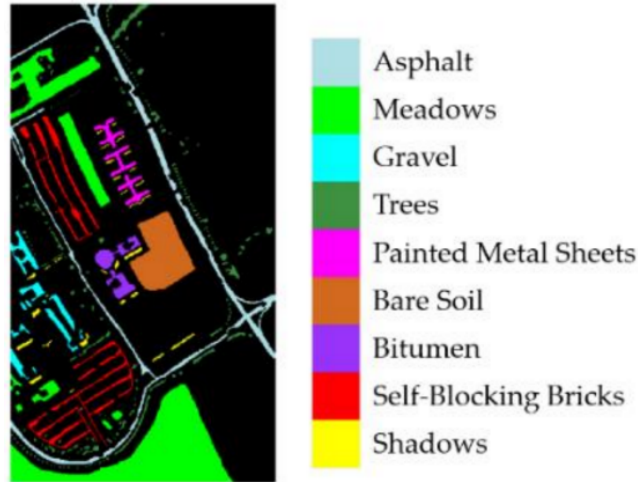 Asphalt
Meadows
Gravel
Trees
Painted Metal Sheets
Bare Soil
Bitumen
Self-Blocking Bricks
Shadows